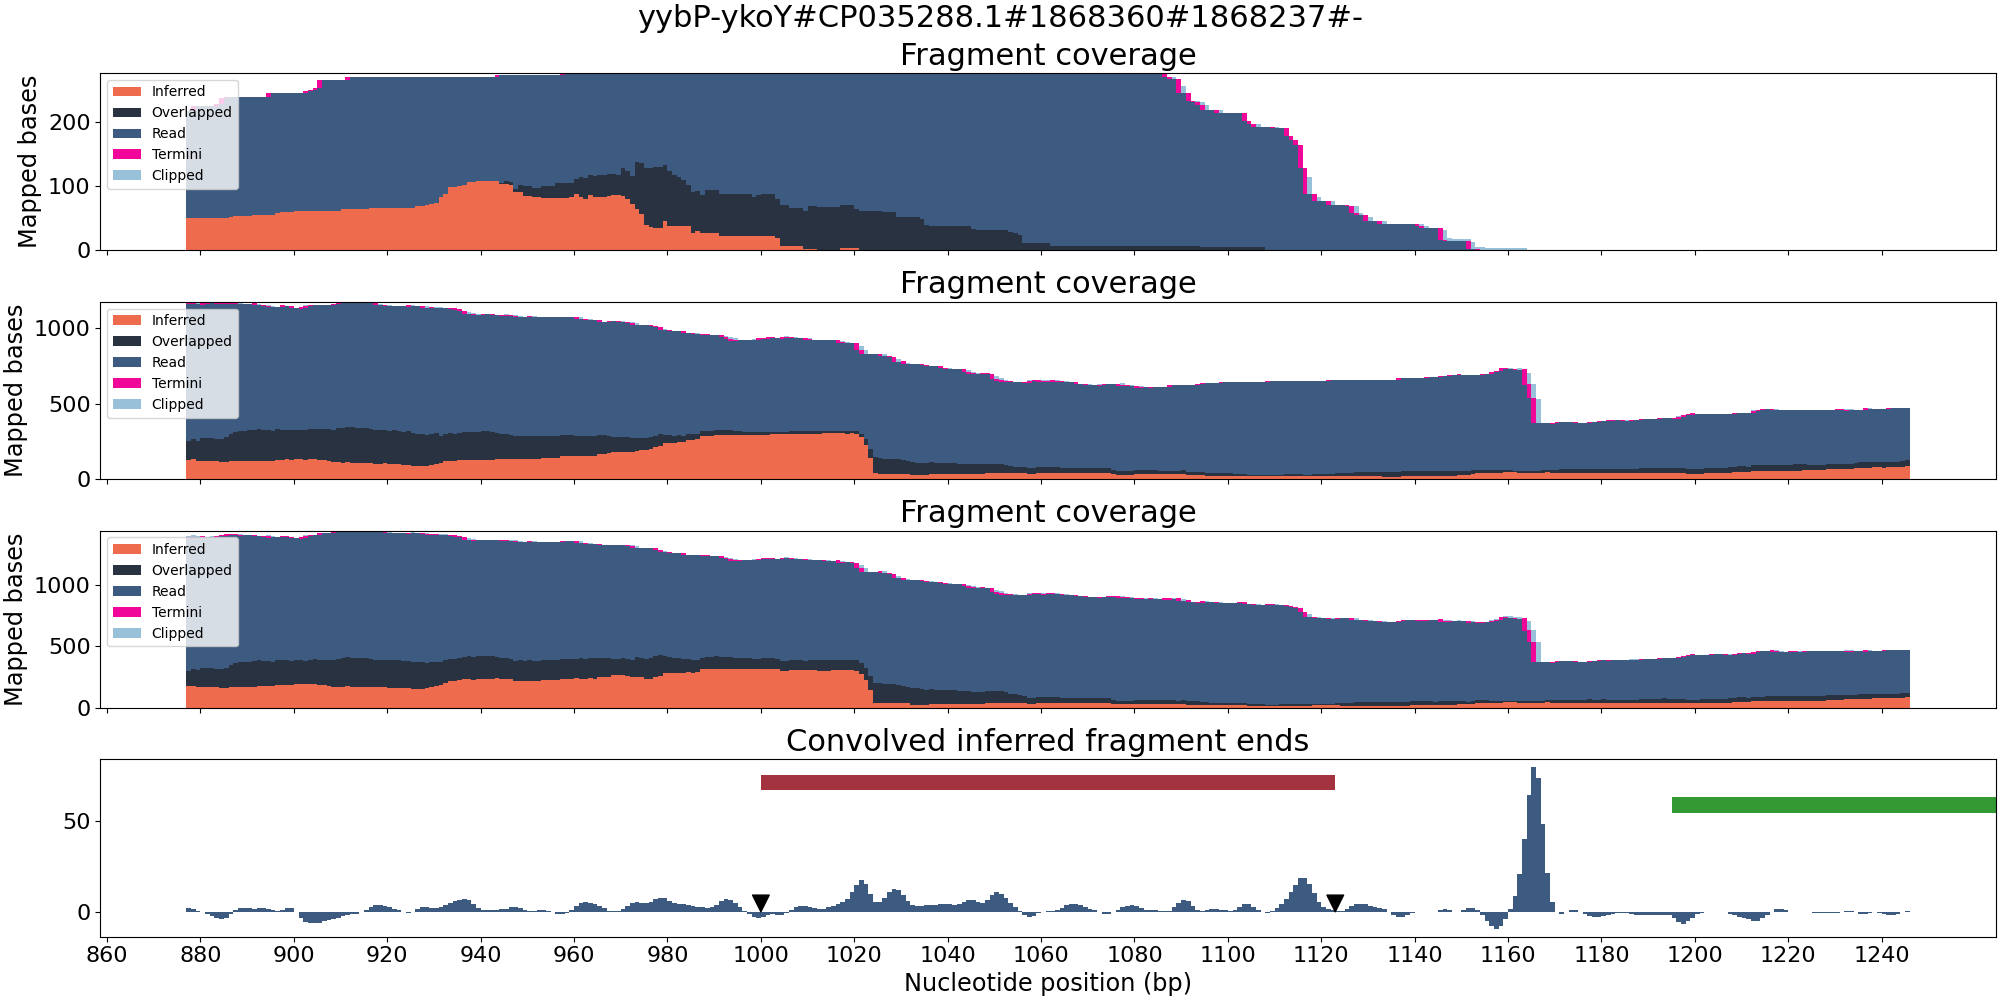 yybP-ykoY#CP035288.1#1868360#1868237#-
Fragment coverage
Mapped bases
200
100
0
Inferred
Overlapped
Read
Termini
Clipped
Fragment coverage
Mapped bases
1000
500
0
Inferred
Overlapped
Read
Termini
Clipped
Fragment coverage
Mapped bases
1000
500
0
Inferred
Overlapped
Read
Termini
Clipped
Convolved inferred fragment ends
50
0
860 880 900 920 940 960 980 1000 1020 1040 1060 1080 1100 1120 1140 1160 1180 1200 1220 1240
Nucleotide position (bp)